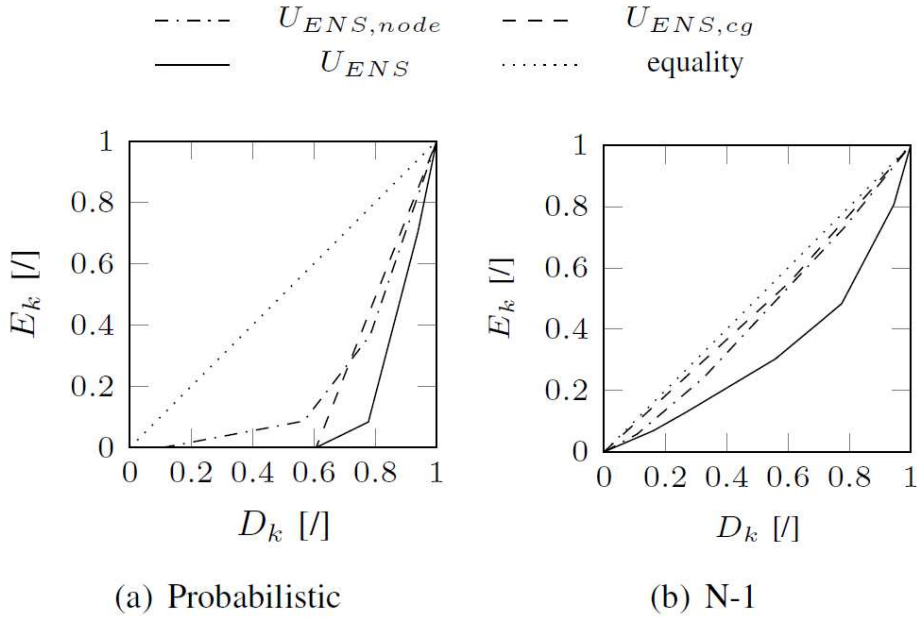 U_{ENS,node} U_{ENS,cg}
U_{ENS} equality
1
0.8
0.6
0.4
0.2
0
E_k [/]
0 0.2 0.4 0.6 0.8 1
D_k [/]
(a) Probabilistic
1
0.8
0.6
0.4
0.2
0
E_k [/]
0 0.2 0.4 0.6 0.8 1
D_k [/]
(b) N-1